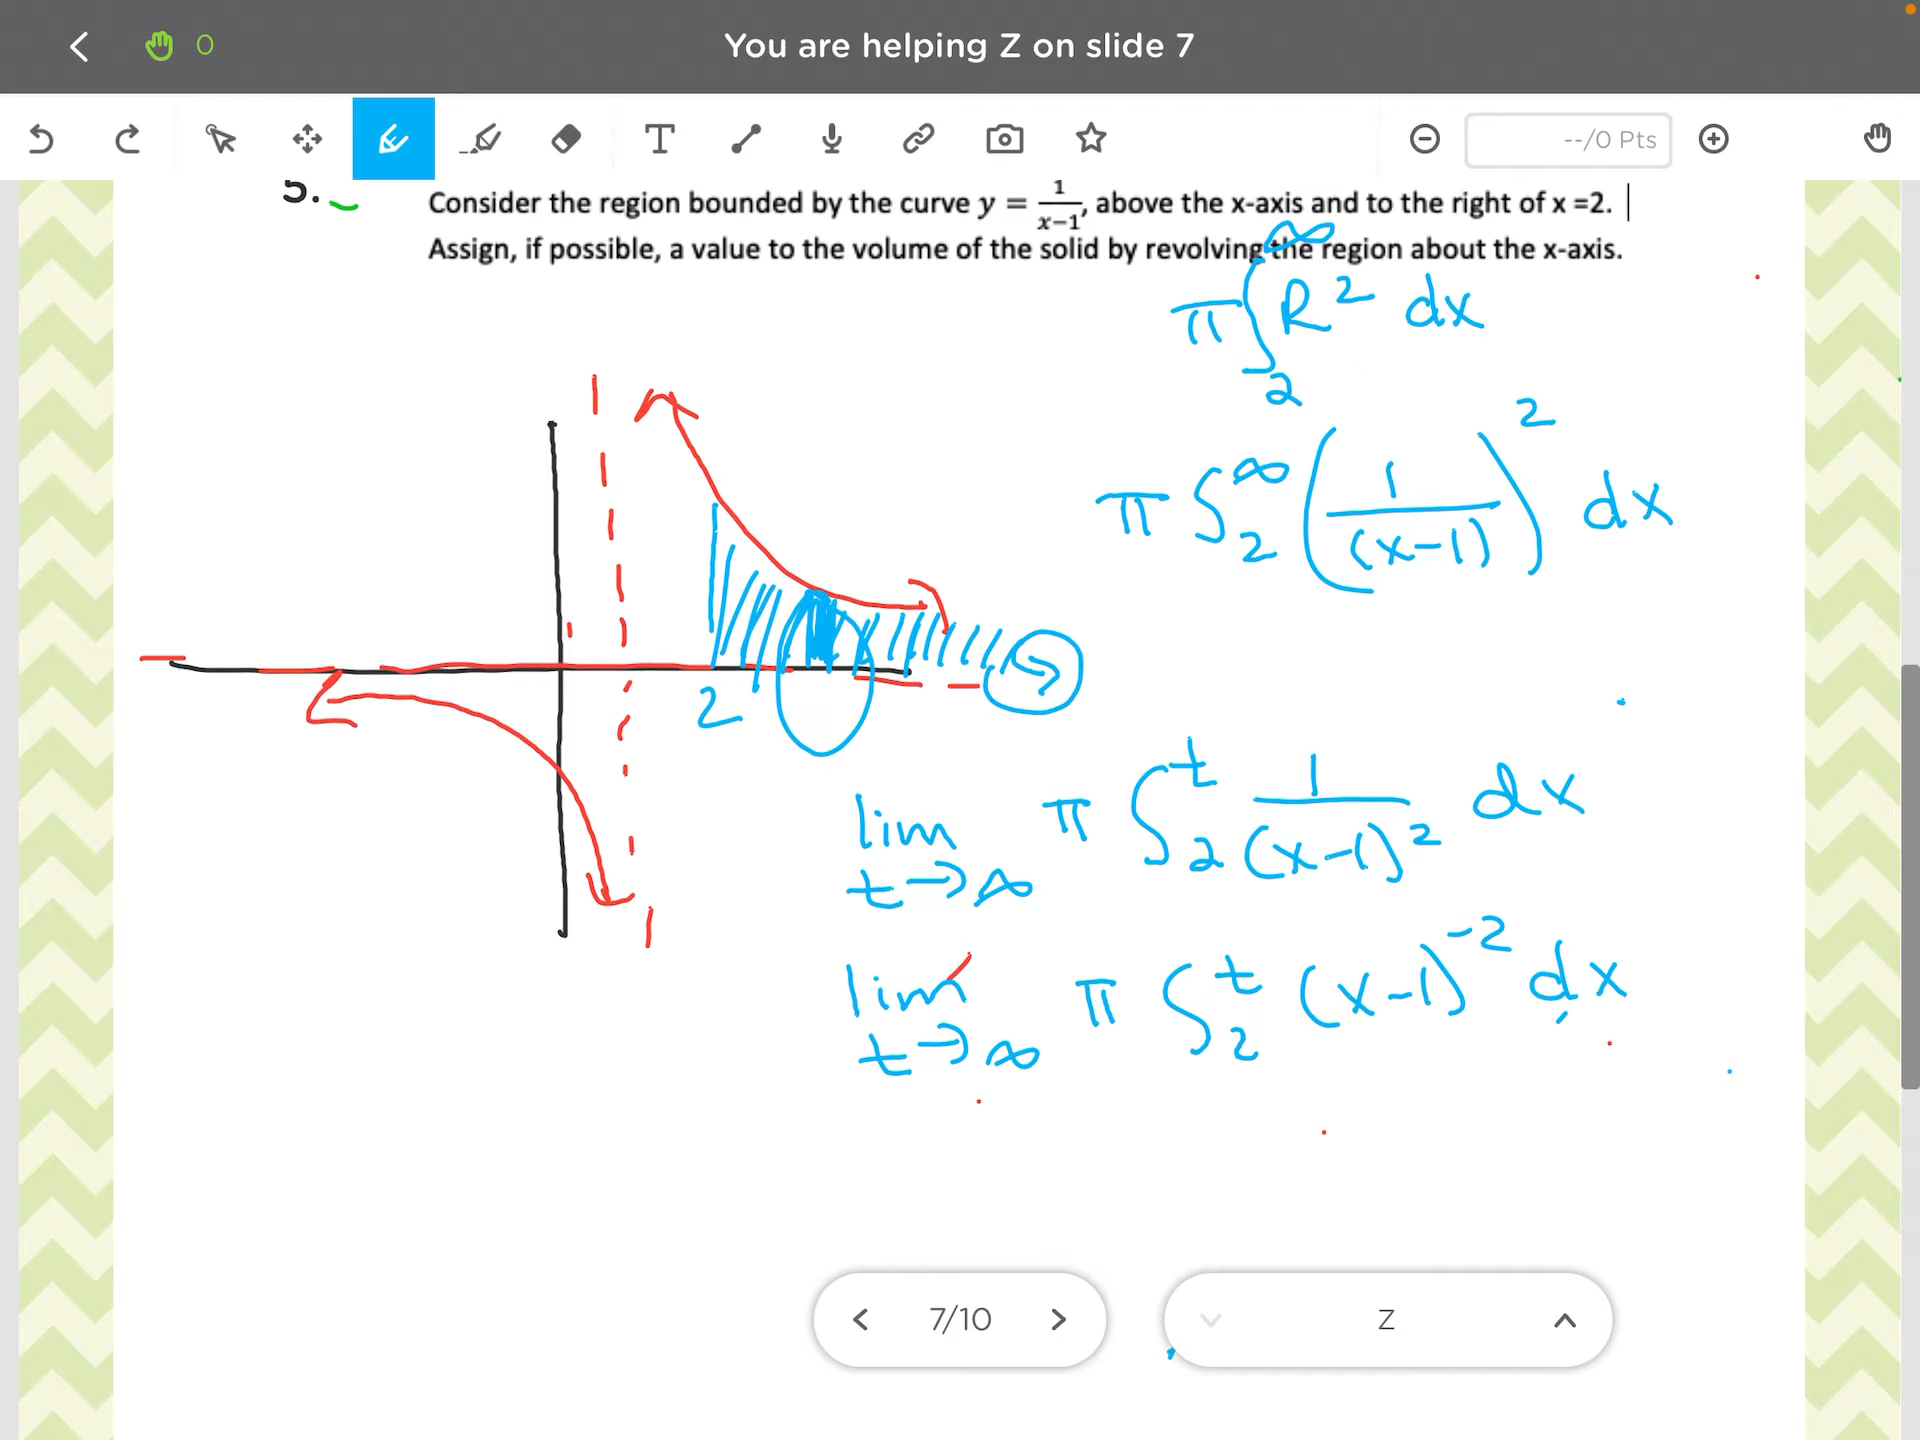 0
You are helping Z on slide 7
T
--/0 Pts
5.
Consider the region bounded by the curve y = 1/(x−1), above the x-axis and to the right of x =2.
Assign, if possible, a value to the volume of the solid by revolving the region about the x-axis.
π ∫₂^∞ R² dx
π ∫₂^∞ (1/(x-1))² dx
2
lim t→∞ π ∫₂^t 1/(x-1)² dx
lim t→∞ π ∫₂^t (x-1)⁻² dx
7/10
Z